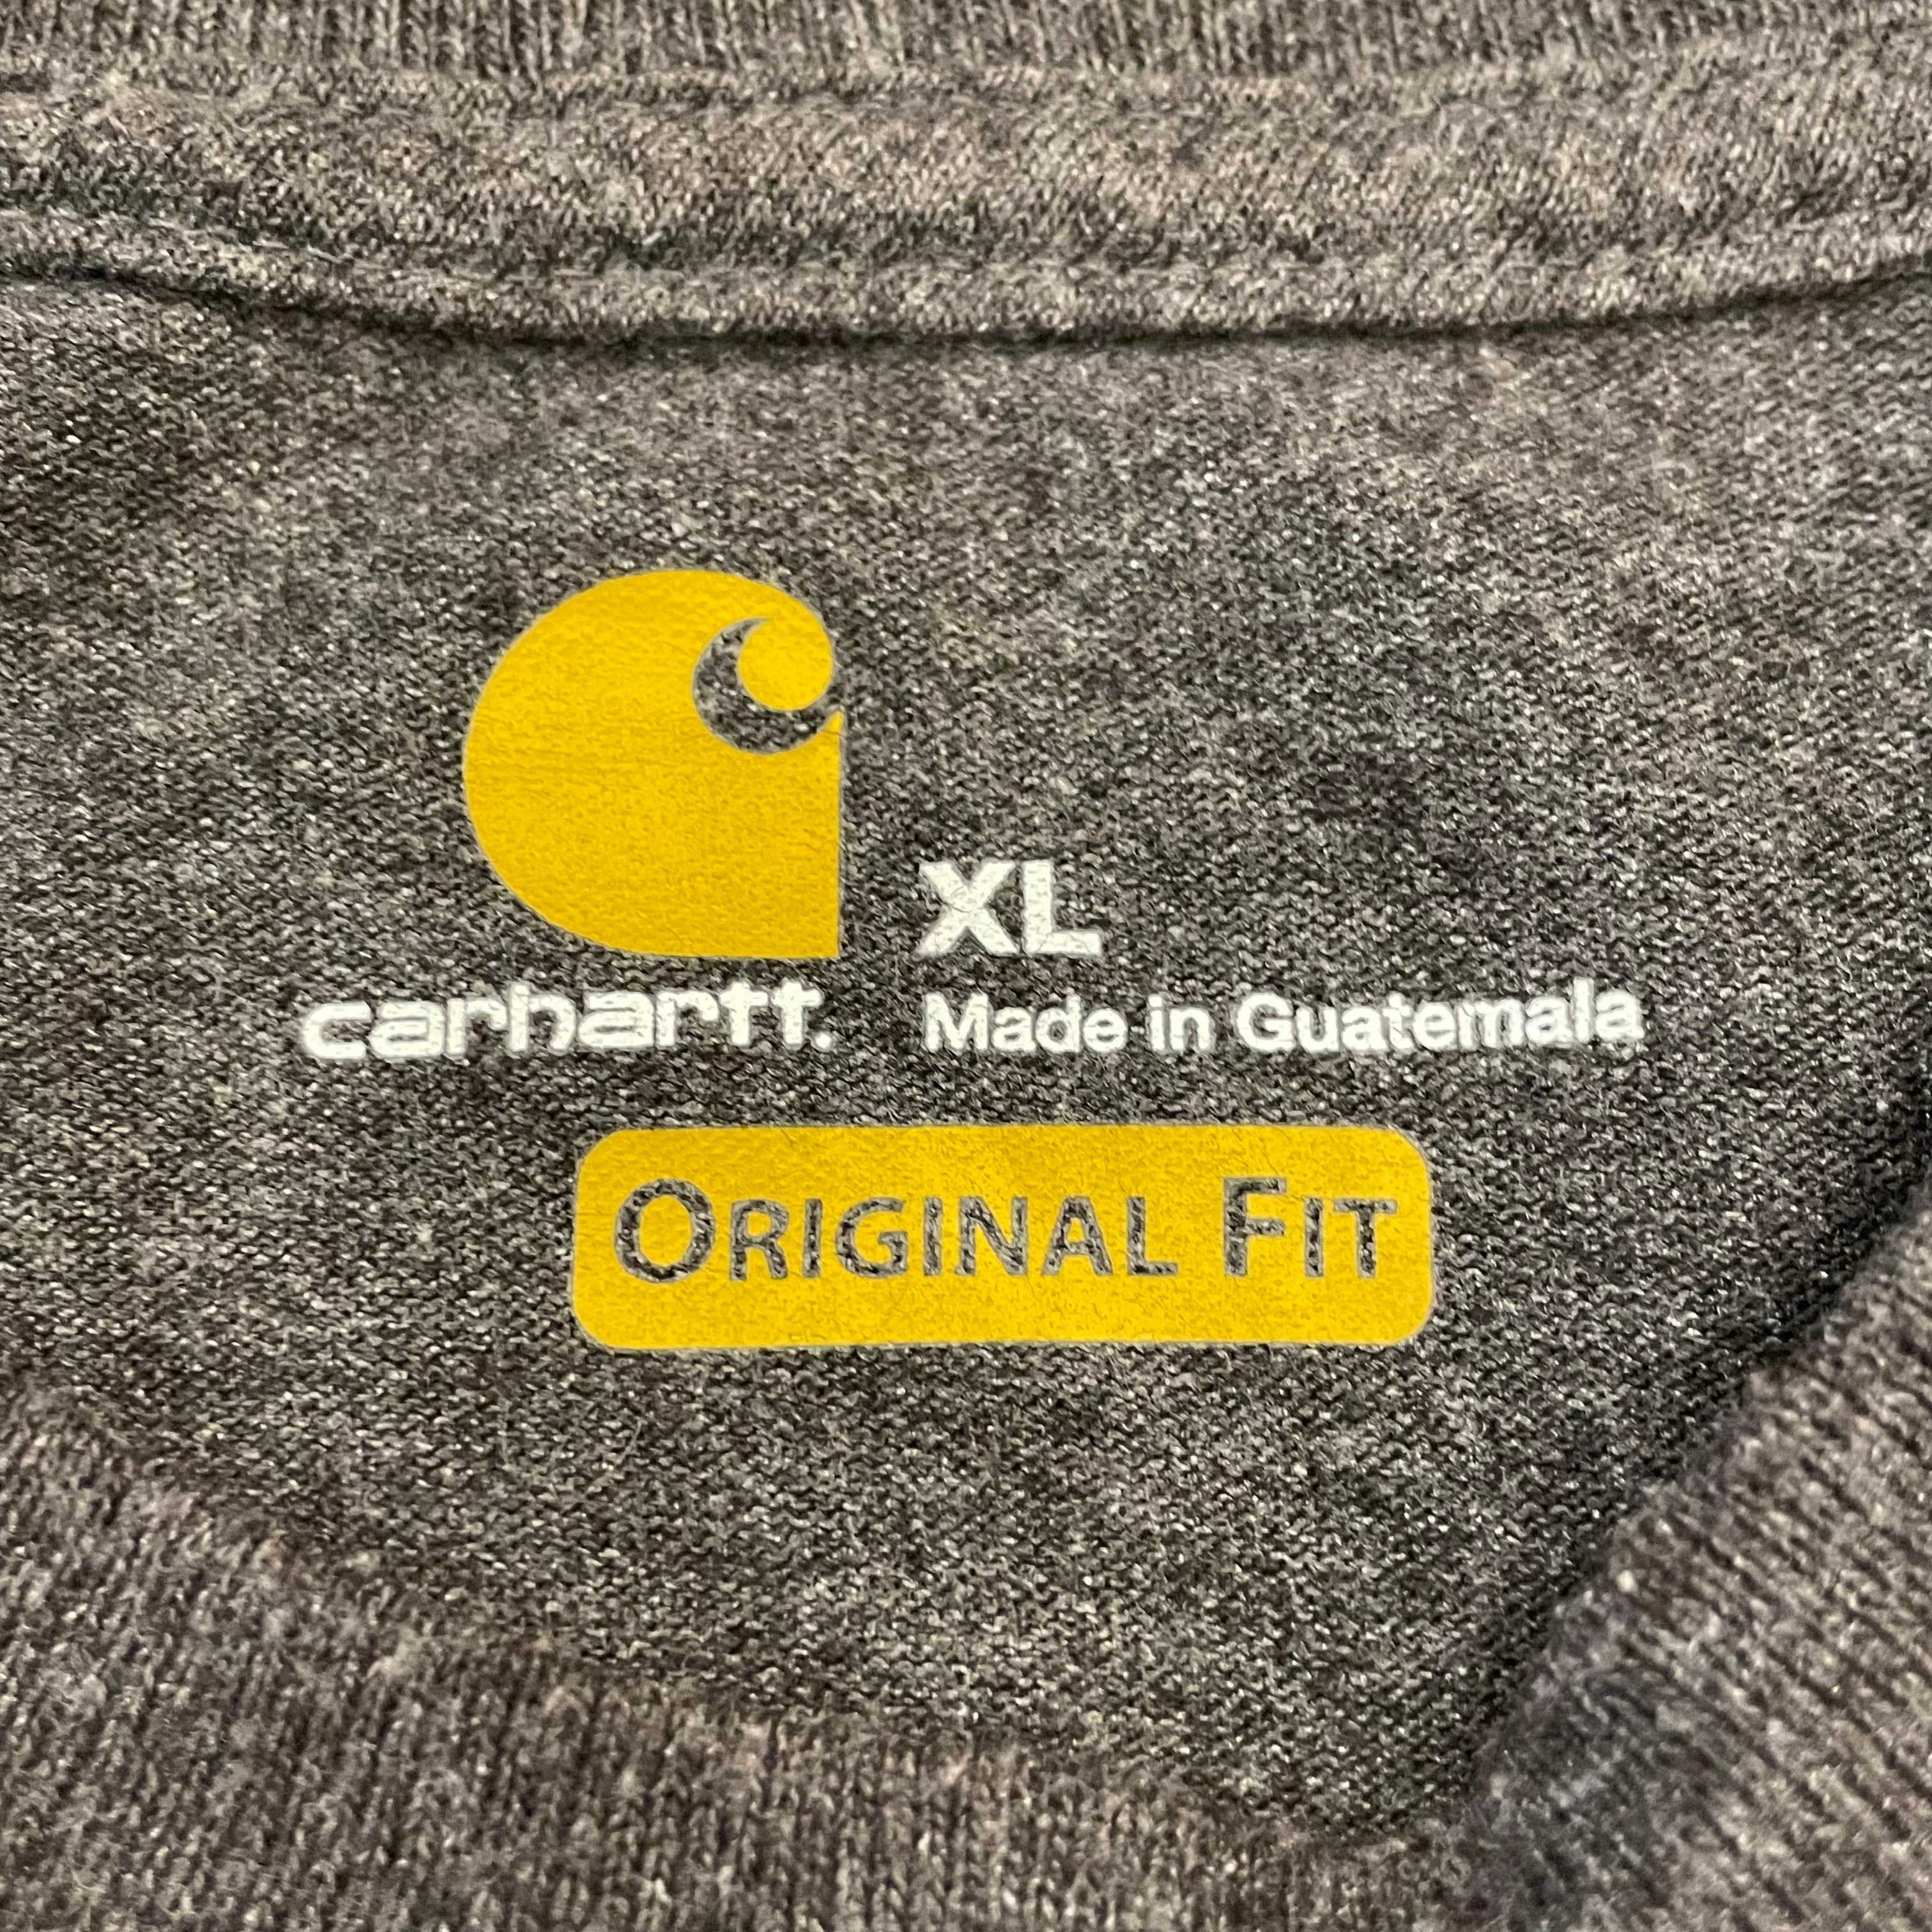 XL
carhartt. Made in Guatemala
ORIGINAL FIT